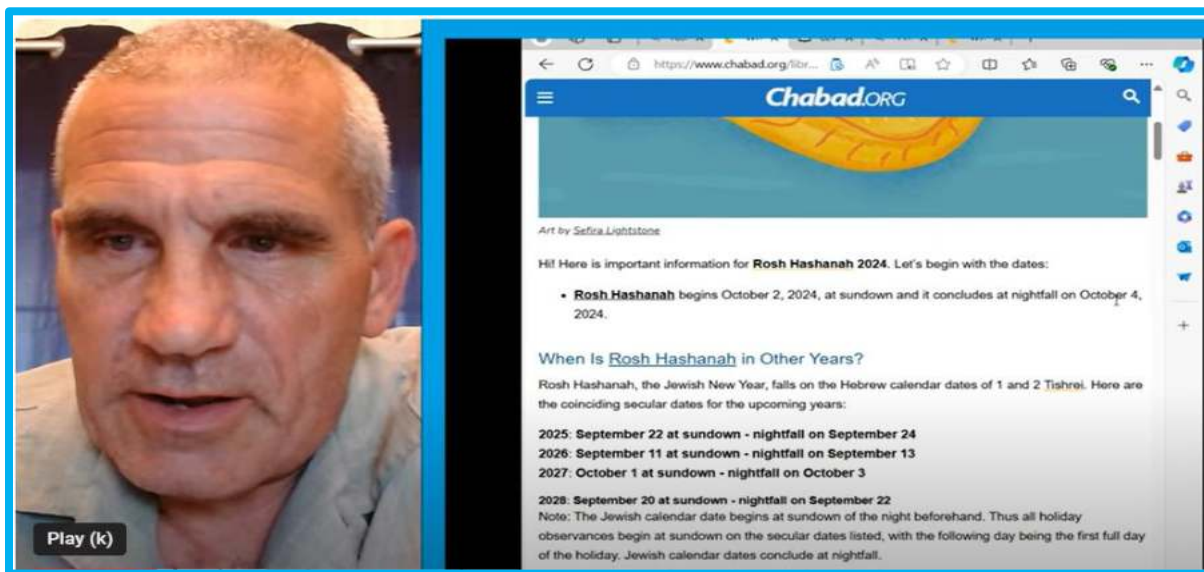 https://www.chabad.org/libr...
Chabad.ORG
Art by Sefira Lightstone
Hi! Here is important information for Rosh Hashanah 2024. Let's begin with the dates:
• Rosh Hashanah begins October 2, 2024, at sundown and it concludes at nightfall on October 4,
2024.
When Is Rosh Hashanah in Other Years?
Rosh Hashanah, the Jewish New Year, falls on the Hebrew calendar dates of 1 and 2 Tishrei. Here are
the coinciding secular dates for the upcoming years:
2025: September 22 at sundown - nightfall on September 24
2026: September 11 at sundown - nightfall on September 13
2027: October 1 at sundown - nightfall on October 3
2028: September 20 at sundown - nightfall on September 22
Note: The Jewish calendar date begins at sundown of the night beforehand. Thus all holiday
observances begin at sundown on the secular dates listed, with the following day being the first full day
of the holiday. Jewish calendar dates conclude at nightfall.
Play (k)